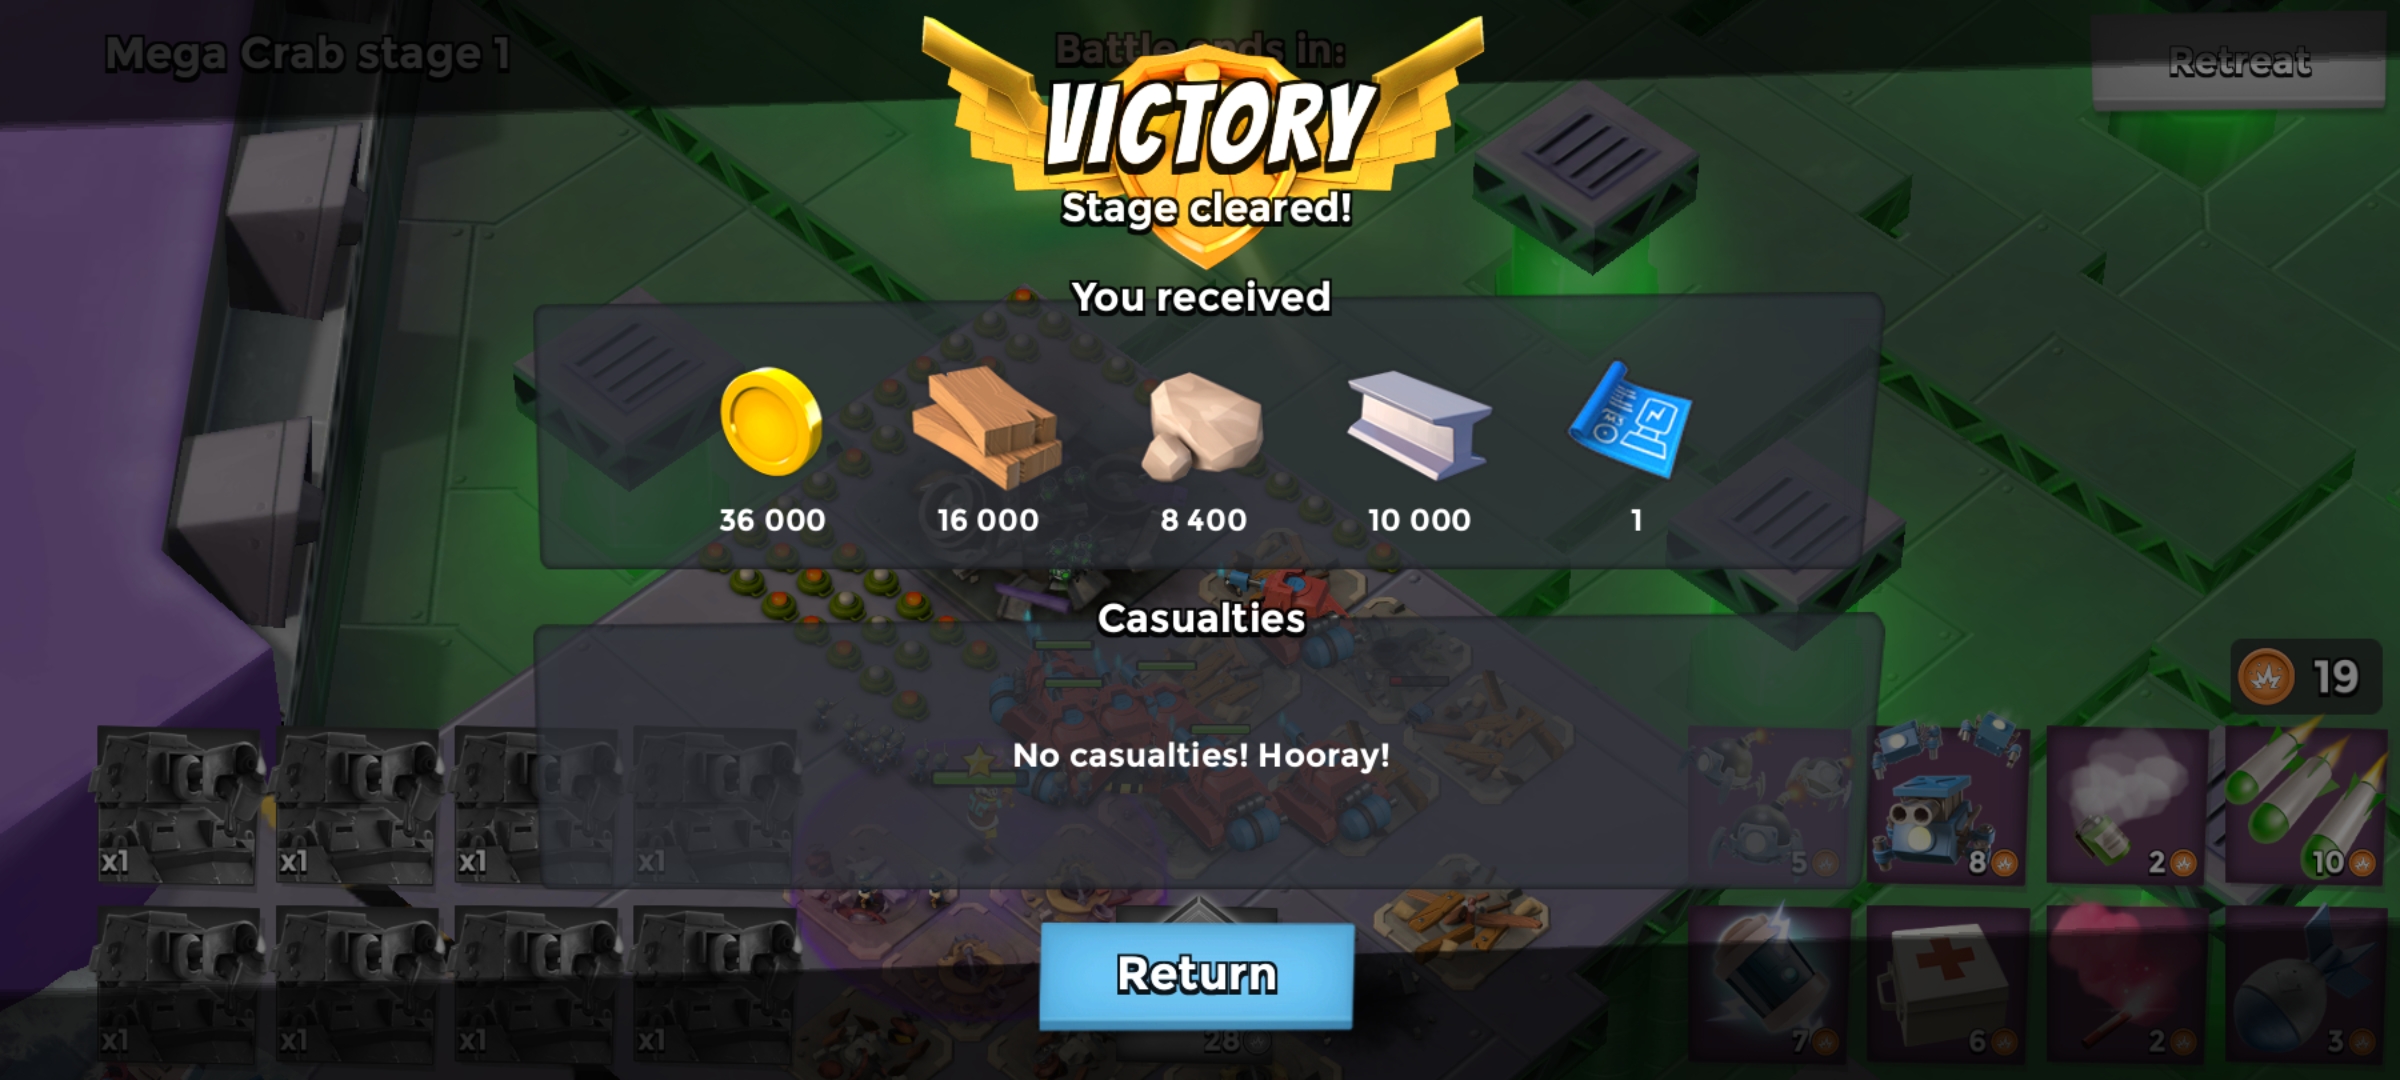 Mega Crab stage 1
Battle ends in:
Retreat
VICTORY
Stage cleared!
You received
36 000
16 000
8 400
10 000
1
Casualties
No casualties! Hooray!
19
x1
x1
x1
x1
5
8
2
10
Return
x1
x1
x1
x1
28
7
6
2
3